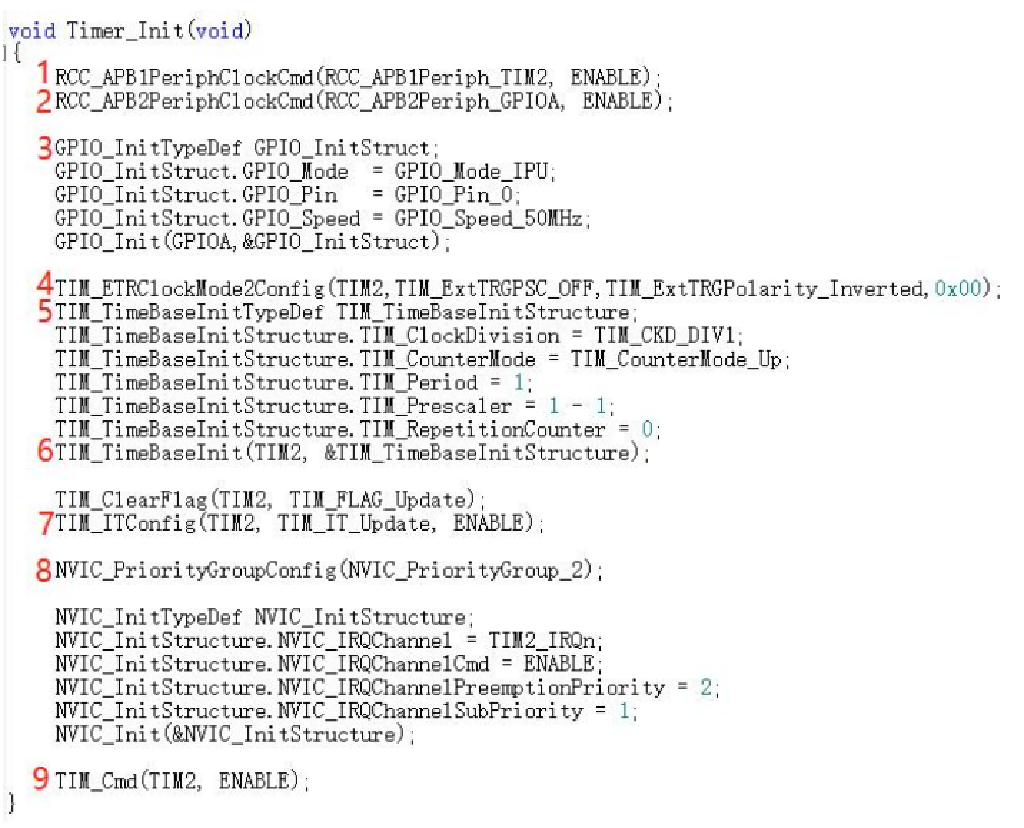 void Timer_Init(void)
{
1 RCC_APB1PeriphClockCmd(RCC_APB1Periph_TIM2, ENABLE);
2 RCC_APB2PeriphClockCmd(RCC_APB2Periph_GPIOA, ENABLE);
3 GPIO_InitTypeDef GPIO_InitStruct;
GPIO_InitStruct.GPIO_Mode = GPIO_Mode_IPU;
GPIO_InitStruct.GPIO_Pin = GPIO_Pin_0;
GPIO_InitStruct.GPIO_Speed = GPIO_Speed_50MHz;
GPIO_Init(GPIOA,&GPIO_InitStruct);
4 TIM_ETRClockMode2Config(TIM2,TIM_ExtTRGPSC_OFF,TIM_ExtTRGPolarity_Inverted,0x00);
5 TIM_TimeBaseInitTypeDef TIM_TimeBaseInitStructure;
TIM_TimeBaseInitStructure.TIM_ClockDivision = TIM_CKD_DIV1;
TIM_TimeBaseInitStructure.TIM_CounterMode = TIM_CounterMode_Up;
TIM_TimeBaseInitStructure.TIM_Period = 1;
TIM_TimeBaseInitStructure.TIM_Prescaler = 1 - 1;
TIM_TimeBaseInitStructure.TIM_RepetitionCounter = 0;
6 TIM_TimeBaseInit(TIM2, &TIM_TimeBaseInitStructure);
TIM_ClearFlag(TIM2, TIM_FLAG_Update);
7 TIM_ITConfig(TIM2, TIM_IT_Update, ENABLE);
8 NVIC_PriorityGroupConfig(NVIC_PriorityGroup_2);
NVIC_InitTypeDef NVIC_InitStructure;
NVIC_InitStructure.NVIC_IRQChannel = TIM2_IRQn;
NVIC_InitStructure.NVIC_IRQChannelCmd = ENABLE;
NVIC_InitStructure.NVIC_IRQChannelPreemptionPriority = 2;
NVIC_InitStructure.NVIC_IRQChannelSubPriority = 1;
NVIC_Init(&NVIC_InitStructure);
9 TIM_Cmd(TIM2, ENABLE);
}